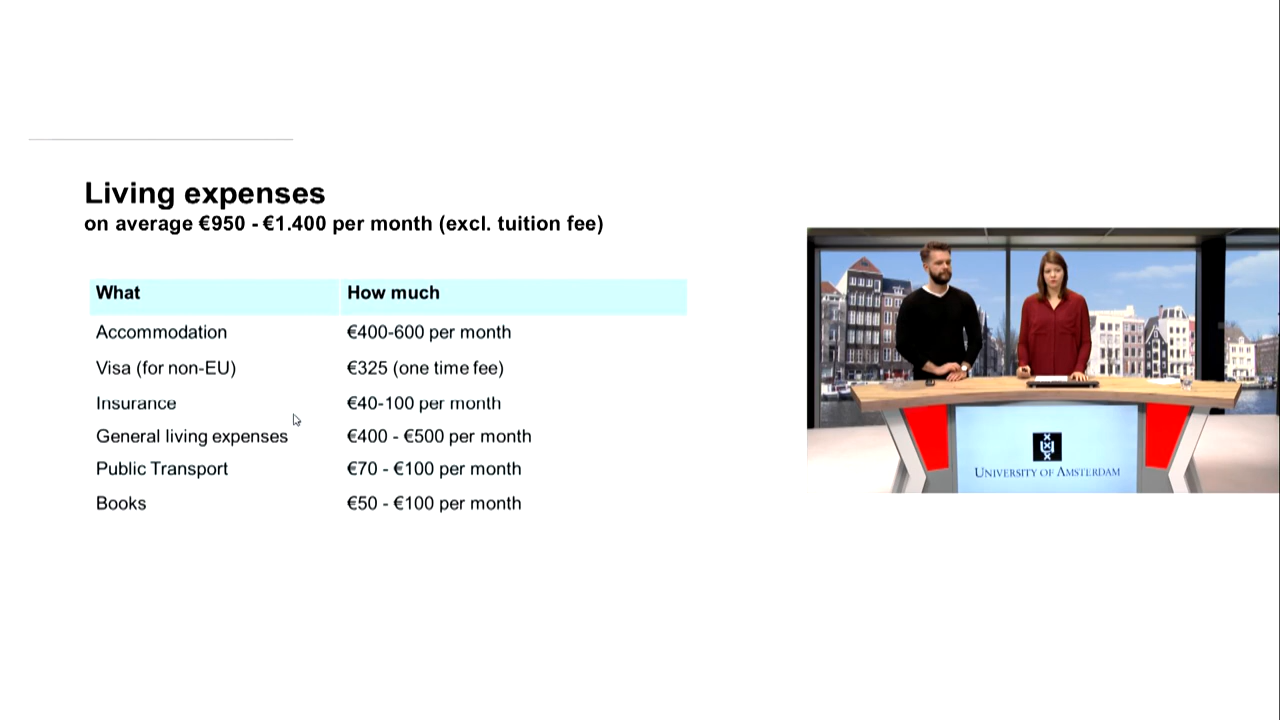 Living expenses
on average €950 - €1.400 per month (excl. tuition fee)
What How much
Accommodation €400-600 per month
Visa (for non-EU) €325 (one time fee)
Insurance €40-100 per month
General living expenses €400 - €500 per month
Public Transport €70 - €100 per month
Books €50 - €100 per month
UNIVERSITY OF AMSTERDAM